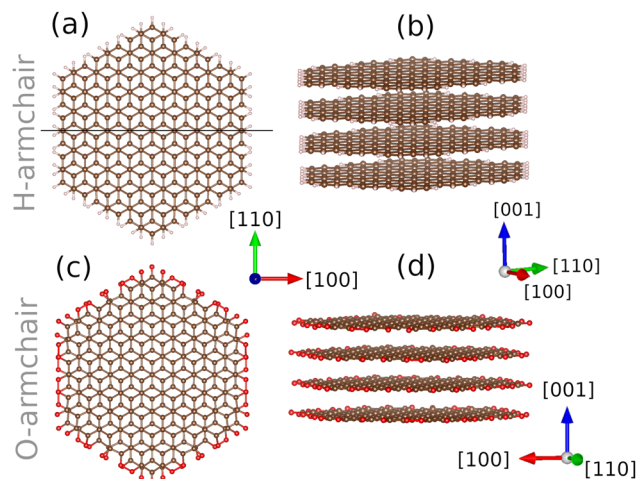 (a)
(b)
H-armchair
[110]
[100]
[001]
[110]
[100]
(c)
(d)
O-armchair
[001]
[100]
[110]